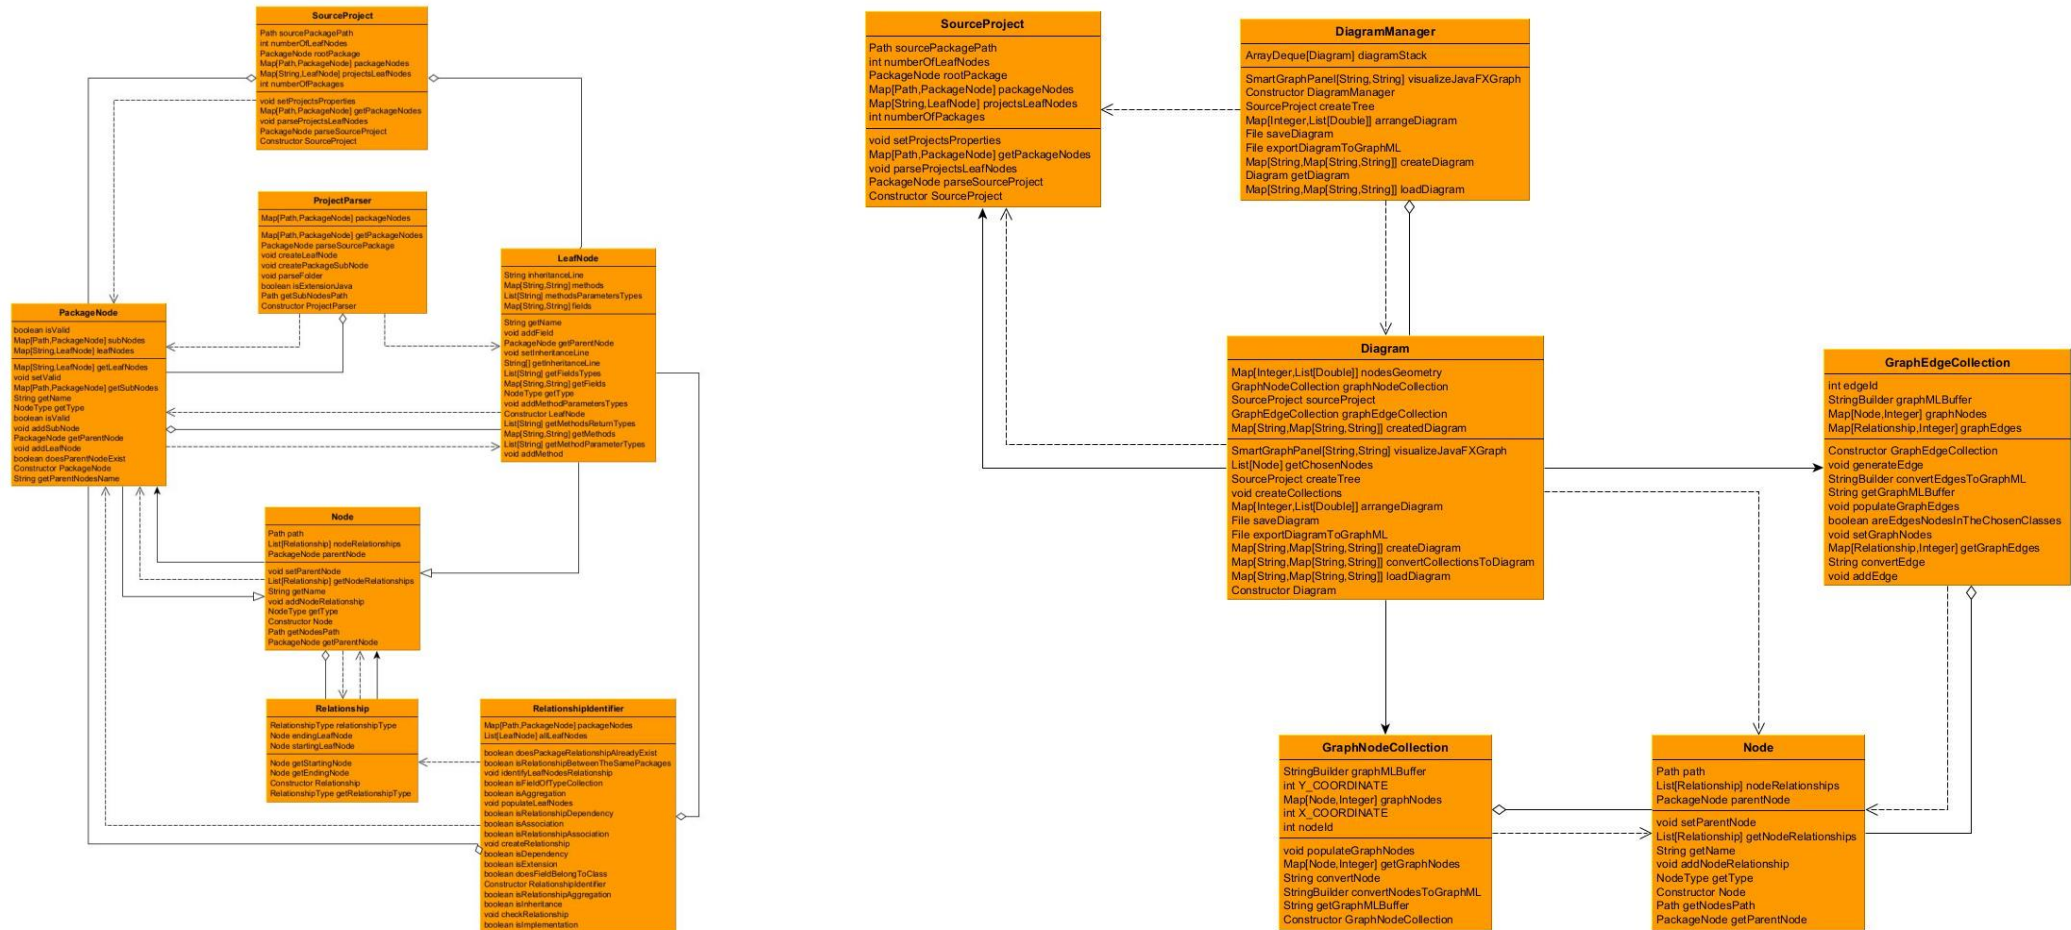 SourceProject
Path sourcePackagePath
int numberOfLeafNodes
PackageNode rootPackage
Map[Path,PackageNode] packageNodes
Map[String,LeafNode] projectsLeafNodes
int numberOfPackages
void setProjectsProperties
Map[Path,PackageNode] getPackageNodes
void parseProjectsLeafNodes
PackageNode parseSourceProject
Constructor SourceProject
ProjectParser
Map[Path,PackageNode] packageNodes
Map[Path,PackageNode] getPackageNodes
PackageNode parseSourcePackage
void createLeafNode
void createPackageSubNode
void parseFolder
boolean isExtensionJava
Path getSubNodesPath
Constructor ProjectParser
LeafNode
String inheritanceLine
Map[String,String] methods
List[String] methodsParametersTypes
Map[String,String] fields
String getName
void addField
PackageNode getParentNode
void setInheritanceLine
String[] getInheritanceLine
List[String] getFieldsTypes
Map[String,String] getFields
NodeType getType
void addMethodParametersTypes
Constructor LeafNode
List[String] getMethodsReturnTypes
Map[String,String] getMethods
List[String] getMethodParameterTypes
void addMethod
PackageNode
boolean isValid
Map[Path,PackageNode] subNodes
Map[String,LeafNode] leafNodes
Map[String,LeafNode] getLeafNodes
void setValid
Map[Path,PackageNode] getSubNodes
String getName
NodeType getType
boolean isValid
void addSubNode
PackageNode getParentNode
void addLeafNode
boolean doesParentNodeExist
Constructor PackageNode
String getParentNodesName
Node
Path path
List[Relationship] nodeRelationships
PackageNode parentNode
void setParentNode
List[Relationship] getNodeRelationships
String getName
void addNodeRelationship
NodeType getType
Constructor Node
Path getNodesPath
PackageNode getParentNode
Relationship
RelationshipType relationshipType
Node endingLeafNode
Node startingLeafNode
Node getStartingNode
Node getEndingNode
Constructor Relationship
RelationshipType getRelationshipType
RelationshipIdentifier
Map[Path,PackageNode] packageNodes
List[LeafNode] allLeafNodes
boolean doesPackageRelationshipAlreadyExist
boolean isRelationshipBetweenTheSamePackages
void identifyLeafNodesRelationship
boolean isFieldOfTypeCollection
boolean isAggregation
void populateLeafNodes
boolean isRelationshipDependency
boolean isAssociation
boolean isRelationshipAssociation
void createRelationship
boolean isDependency
boolean isExtension
boolean doesFieldBelongToClass
Constructor RelationshipIdentifier
boolean isRelationshipAggregation
boolean isInheritance
void checkRelationship
boolean isImplementation
SourceProject
Path sourcePackagePath
int numberOfLeafNodes
PackageNode rootPackage
Map[Path,PackageNode] packageNodes
Map[String,LeafNode] projectsLeafNodes
int numberOfPackages
void setProjectsProperties
Map[Path,PackageNode] getPackageNodes
void parseProjectsLeafNodes
PackageNode parseSourceProject
Constructor SourceProject
DiagramManager
ArrayDeque[Diagram] diagramStack
SmartGraphPanel[String,String] visualizeJavaFXGraph
Constructor DiagramManager
SourceProject createTree
Map[Integer,List[Double]] arrangeDiagram
File saveDiagram
File exportDiagramToGraphML
Map[String,Map[String,String]] createDiagram
Diagram getDiagram
Map[String,Map[String,String]] loadDiagram
Diagram
Map[Integer,List[Double]] nodesGeometry
GraphNodeCollection graphNodeCollection
SourceProject sourceProject
GraphEdgeCollection graphEdgeCollection
Map[String,Map[String,String]] createdDiagram
SmartGraphPanel[String,String] visualizeJavaFXGraph
List[Node] getChosenNodes
SourceProject createTree
void createCollections
Map[Integer,List[Double]] arrangeDiagram
File saveDiagram
File exportDiagramToGraphML
Map[String,Map[String,String]] createDiagram
Map[String,Map[String,String]] convertCollectionsToDiagram
Map[String,Map[String,String]] loadDiagram
Constructor Diagram
GraphEdgeCollection
int edgeId
StringBuilder graphMLBuffer
Map[Node,Integer] graphNodes
Map[Relationship,Integer] graphEdges
Constructor GraphEdgeCollection
void generateEdge
StringBuilder convertEdgesToGraphML
String getGraphMLBuffer
void populateGraphEdges
boolean areEdgesNodesInTheChosenClasses
void setGraphNodes
Map[Relationship,Integer] getGraphEdges
String convertEdge
void addEdge
GraphNodeCollection
StringBuilder graphMLBuffer
int Y_COORDINATE
Map[Node,Integer] graphNodes
int X_COORDINATE
int nodeId
void populateGraphNodes
Map[Node,Integer] getGraphNodes
String convertNode
StringBuilder convertNodesToGraphML
String getGraphMLBuffer
Constructor GraphNodeCollection
Node
Path path
List[Relationship] nodeRelationships
PackageNode parentNode
void setParentNode
List[Relationship] getNodeRelationships
String getName
void addNodeRelationship
NodeType getType
Constructor Node
Path getNodesPath
PackageNode getParentNode